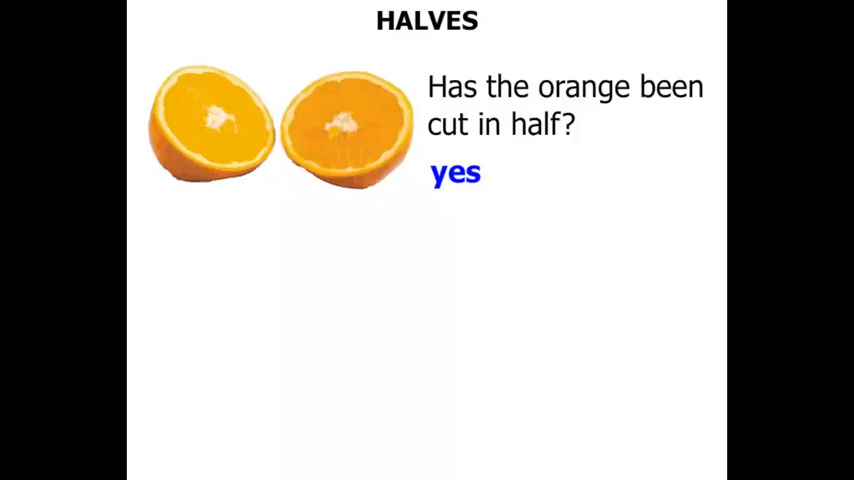 HALVES
Has the orange been
cut in half?
yes